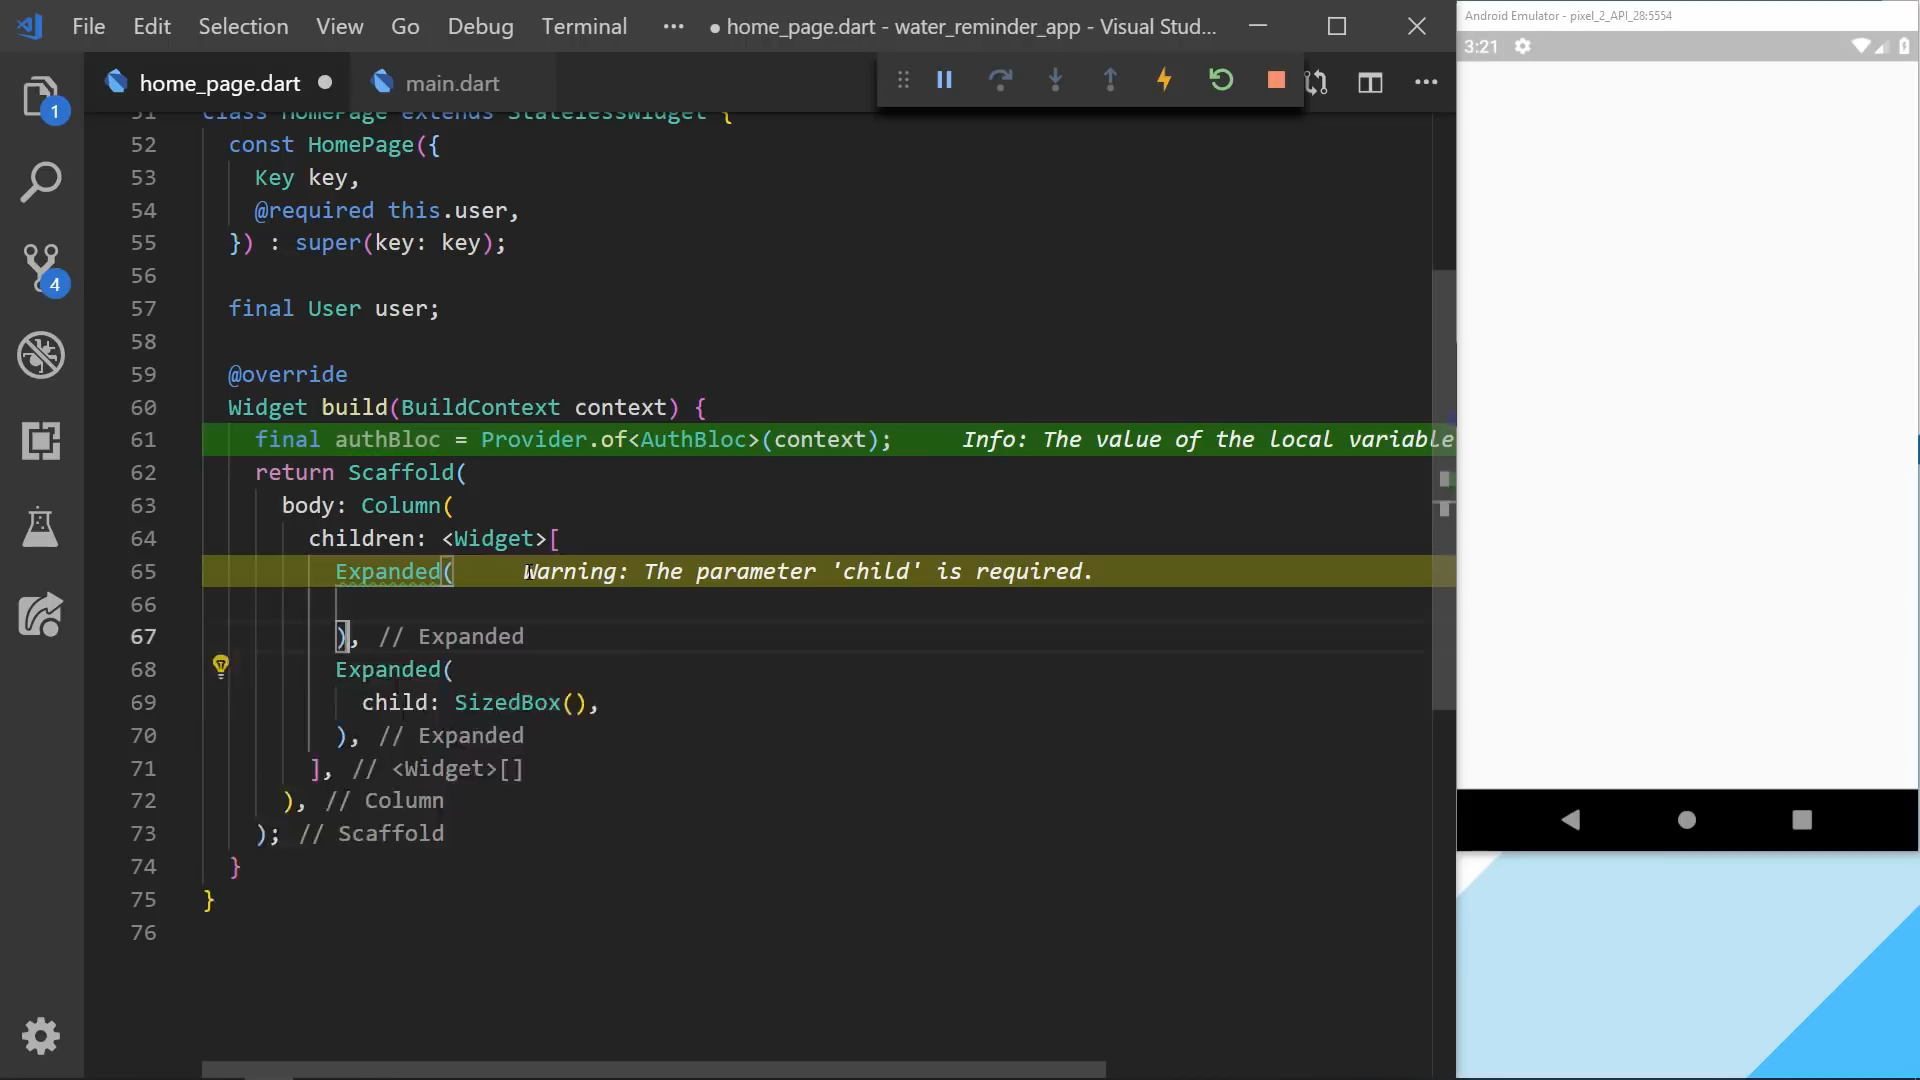 File Edit Selection View Go Debug Terminal ··· ● home_page.dart - water_reminder_app - Visual Stud...
Android Emulator - pixel_2_API_28:5554
3:21
home_page.dart ● main.dart
1
4
51 class HomePage extends StatelessWidget {
52 const HomePage({
53 Key key,
54 @required this.user,
55 }) : super(key: key);
56
57 final User user;
58
59 @override
60 Widget build(BuildContext context) {
61 final authBloc = Provider.of<AuthBloc>(context); Info: The value of the local variable
62 return Scaffold(
63 body: Column(
64 children: <Widget>[
65 Expanded( Warning: The parameter 'child' is required.
66
67 ), // Expanded
68 Expanded(
69 child: SizedBox(),
70 ), // Expanded
71 ], // <Widget>[]
72 ), // Column
73 ); // Scaffold
74 }
75 }
76